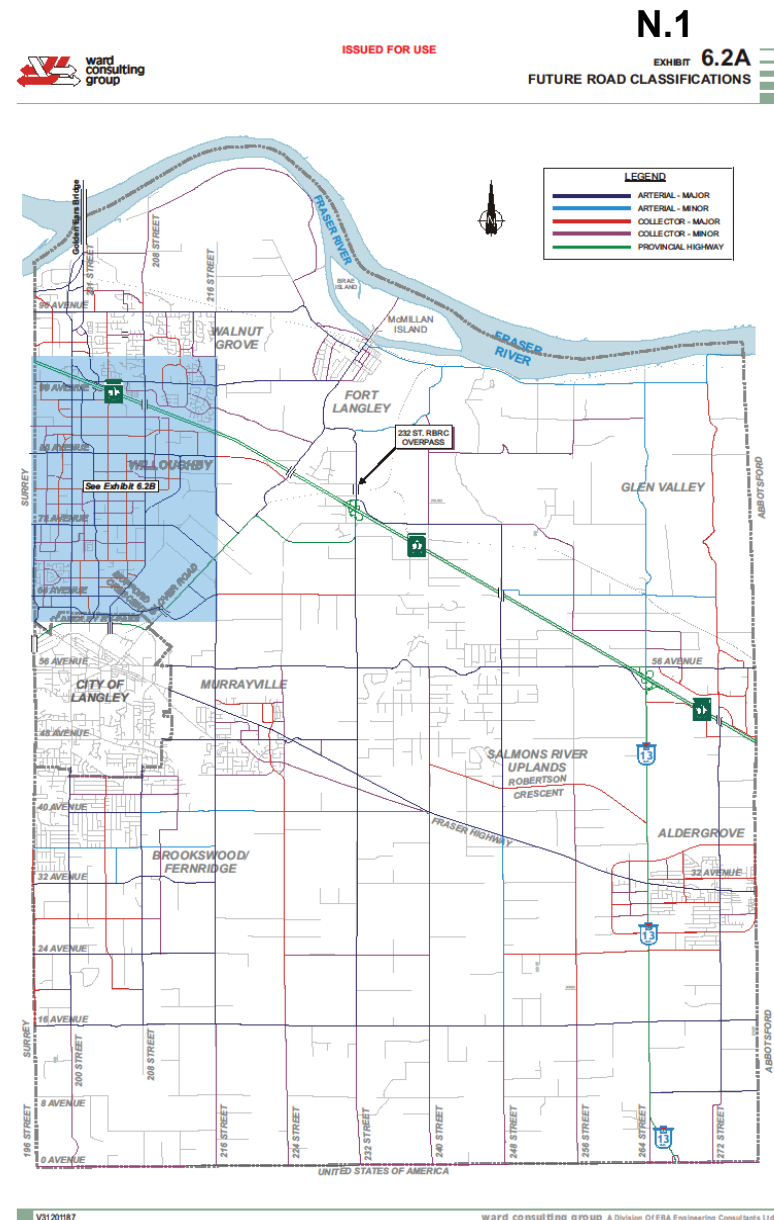 N.1
ward
consulting
group
ISSUED FOR USE
EXHIBIT 6.2A
FUTURE ROAD CLASSIFICATIONS
LEGEND
ARTERIAL - MAJOR
ARTERIAL - MINOR
COLLECTOR - MAJOR
COLLECTOR - MINOR
PROVINCIAL HIGHWAY
Golden Ears Bridge
201 STREET
208 STREET
216 STREET
FRASER RIVER
BRAE
ISLAND
McMILLAN
ISLAND
FRASER
RIVER
96 AVENUE
WALNUT
GROVE
FORT
LANGLEY
232 ST. RBRC
OVERPASS
80 AVENUE
WILLOUGHBY
See Exhibit 6.2B
GLEN VALLEY
SURREY
ABBOTSFORD
72 AVENUE
64 AVENUE
OVER ROAD
56 AVENUE
56 AVENUE
CITY OF
LANGLEY
MURRAYVILLE
48 AVENUE
SALMONS RIVER
UPLANDS
ROBERTSON
CRESCENT
13
40 AVENUE
FRASER HIGHWAY
ALDERGROVE
BROOKSWOOD/
FERNRIDGE
32 AVENUE
32 AVENUE
24 AVENUE
13
16 AVENUE
SURREY
ABBOTSFORD
200 STREET
208 STREET
8 AVENUE
196 STREET
216 STREET
224 STREET
232 STREET
240 STREET
248 STREET
256 STREET
264 STREET
272 STREET
13
0 AVENUE
UNITED STATES OF AMERICA
V31201187
ward consulting group A Division Of EBA Engineering Consultants Ltd